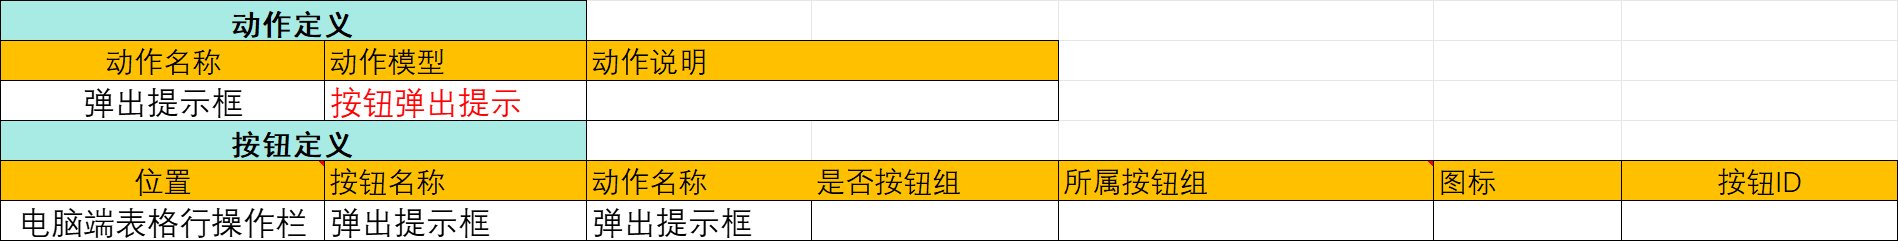 动作定义
动作名称 动作模型 动作说明
弹出提示框 按钮弹出提示
按钮定义
位置 按钮名称 动作名称 是否按钮组 所属按钮组 图标 按钮ID
电脑端表格行操作栏 弹出提示框 弹出提示框